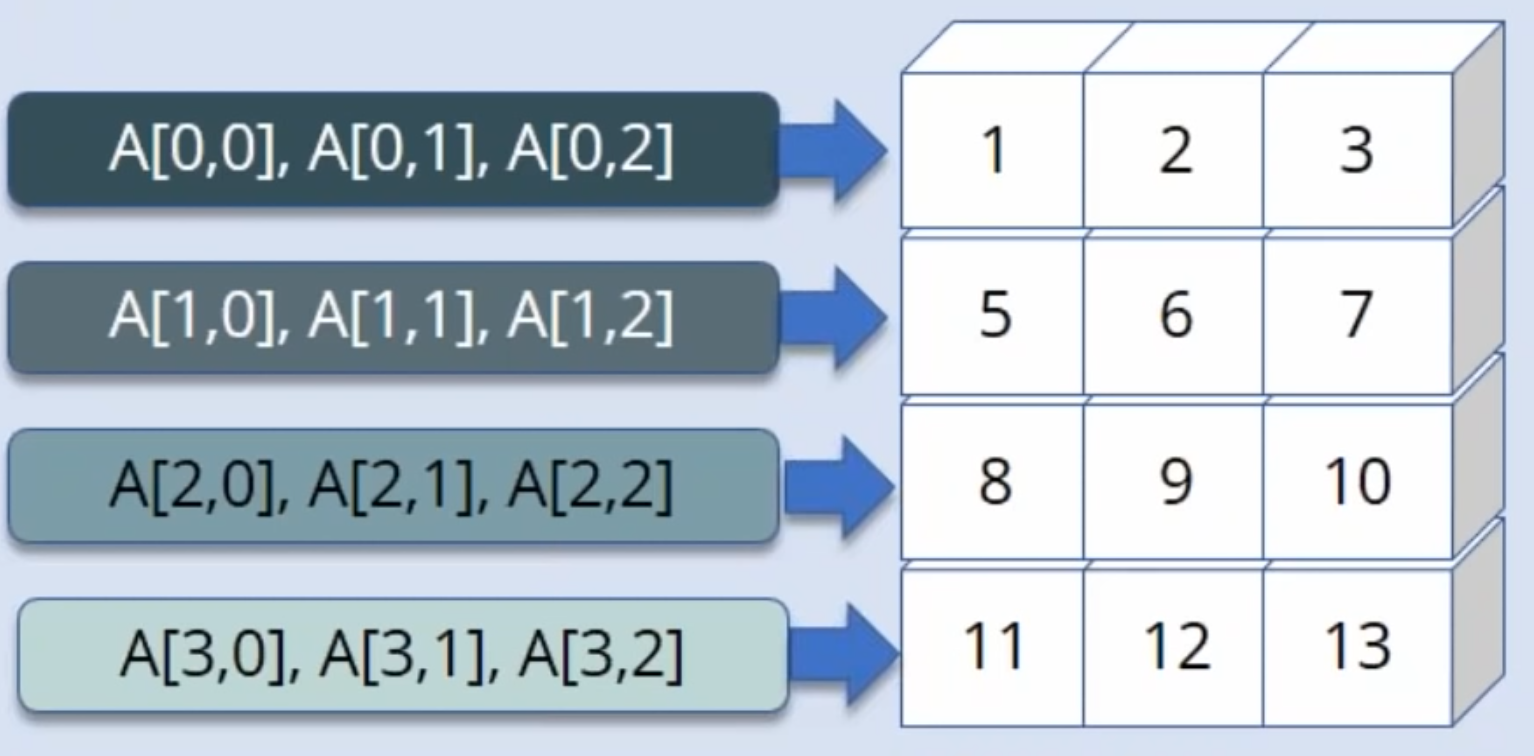 A[0,0], A[0,1], A[0,2] 1 2 3
A[1,0], A[1,1], A[1,2] 5 6 7
A[2,0], A[2,1], A[2,2] 8 9 10
A[3,0], A[3,1], A[3,2] 11 12 13